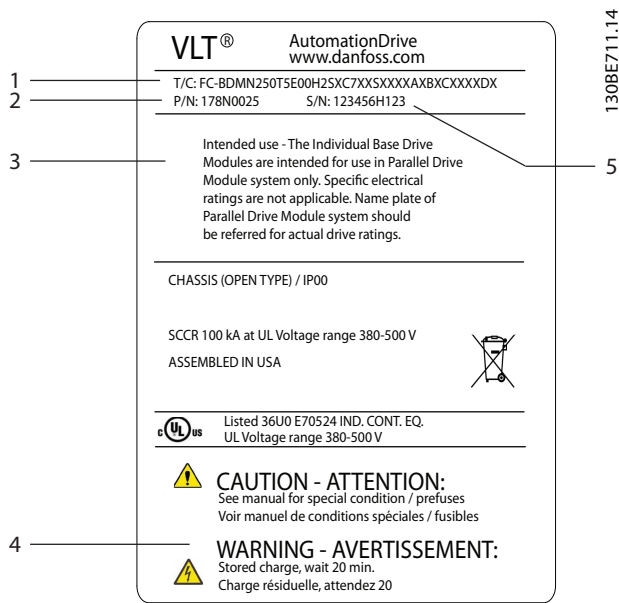 130BE711.14
VLT® AutomationDrive
www.danfoss.com
1 T/C: FC-BDMN250T5E00H2SXC7XXSXXXXAXBXCXXXXDX
2 P/N: 178N0025 S/N: 123456H123
3
5
Intended use - The Individual Base Drive
Modules are intended for use in Parallel Drive
Module system only. Specific electrical
ratings are not applicable. Name plate of
Parallel Drive Module system should
be referred for actual drive ratings.
CHASSIS (OPEN TYPE) / IP00
SCCR 100 kA at UL Voltage range 380-500 V
ASSEMBLED IN USA
c UL us Listed 36U0 E70524 IND. CONT. EQ.
UL Voltage range 380-500 V
CAUTION - ATTENTION:
See manual for special condition / prefuses
Voir manuel de conditions spéciales / fusibles
4
WARNING - AVERTISSEMENT:
Stored charge, wait 20 min.
Charge résiduelle, attendez 20